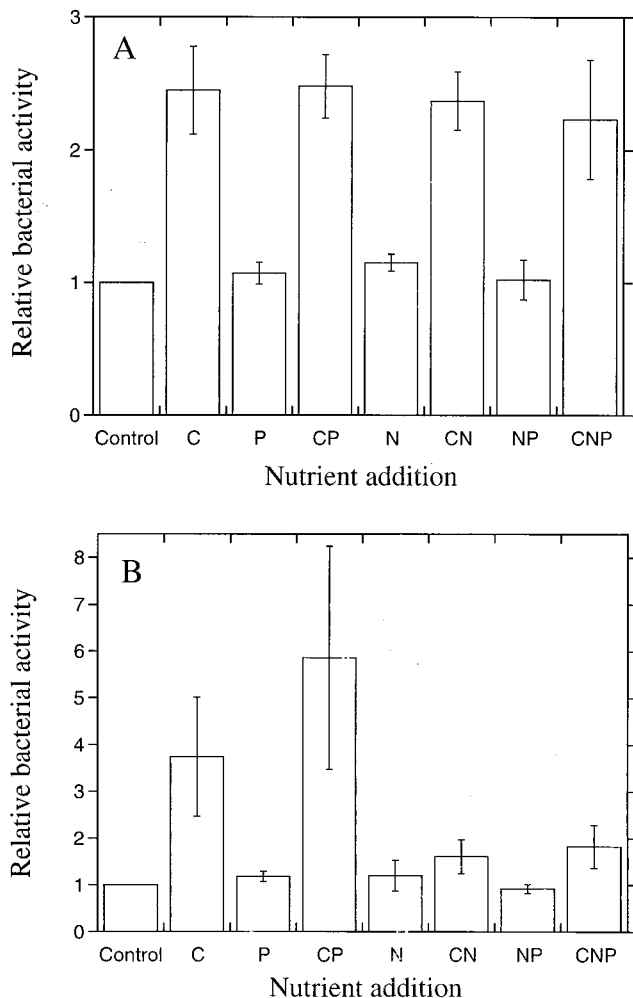 A
Relative bacterial activity
3
2
1
0
Control C P CP N CN NP CNP
Nutrient addition
B
Relative bacterial activity
8
7
6
5
4
3
2
1
0
Control C P CP N CN NP CNP
Nutrient addition